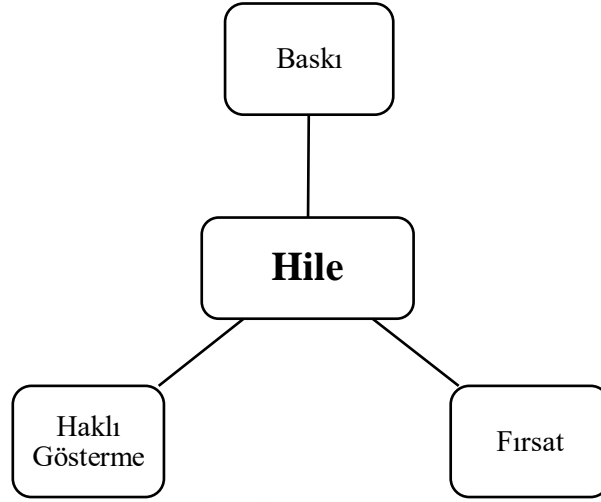 Baskı
Hile
Haklı
Gösterme
Fırsat